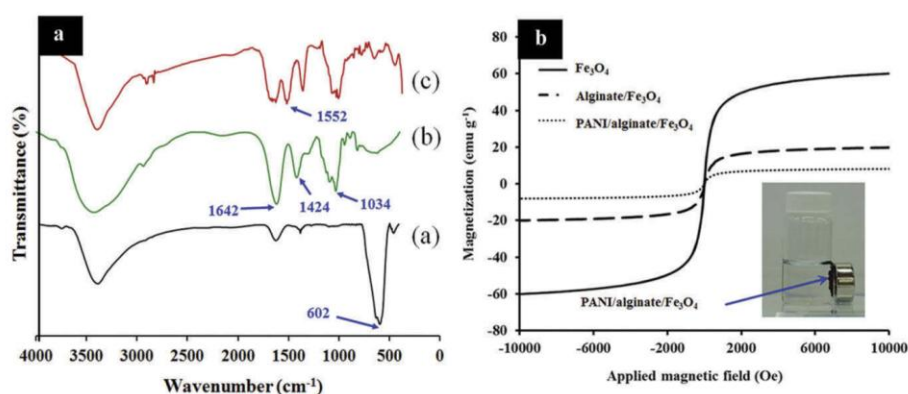 a
(c)
1552
(b)
1642
1424
1034
(a)
602
Transmittance (%)
4000 3500 3000 2500 2000 1500 1000 500 0
Wavenumber (cm-1)
b
80
60
40
20
0
-20
-40
-60
-80
Magnetization (emu g-1)
Fe3O4
Alginate/Fe3O4
PANI/alginate/Fe3O4
PANI/alginate/Fe3O4
-10000 -6000 -2000 2000 6000 10000
Applied magnetic field (Oe)